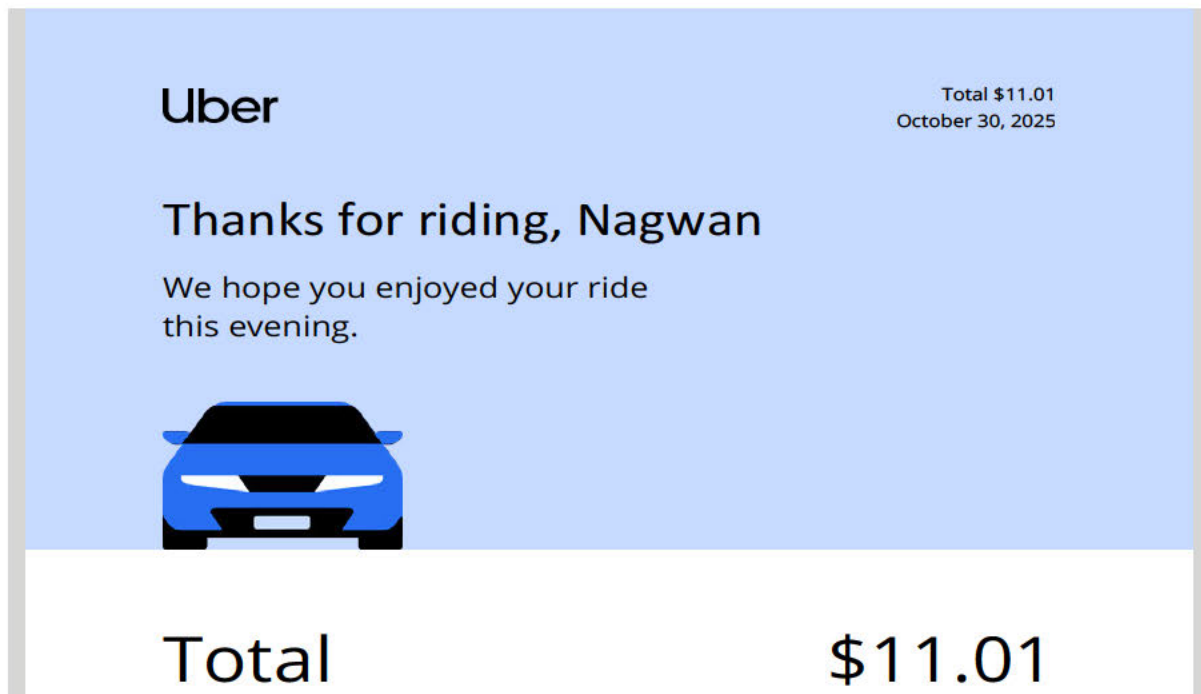 Uber
Total $11.01
October 30, 2025
Thanks for riding, Nagwan
We hope you enjoyed your ride
this evening.
Total $11.01